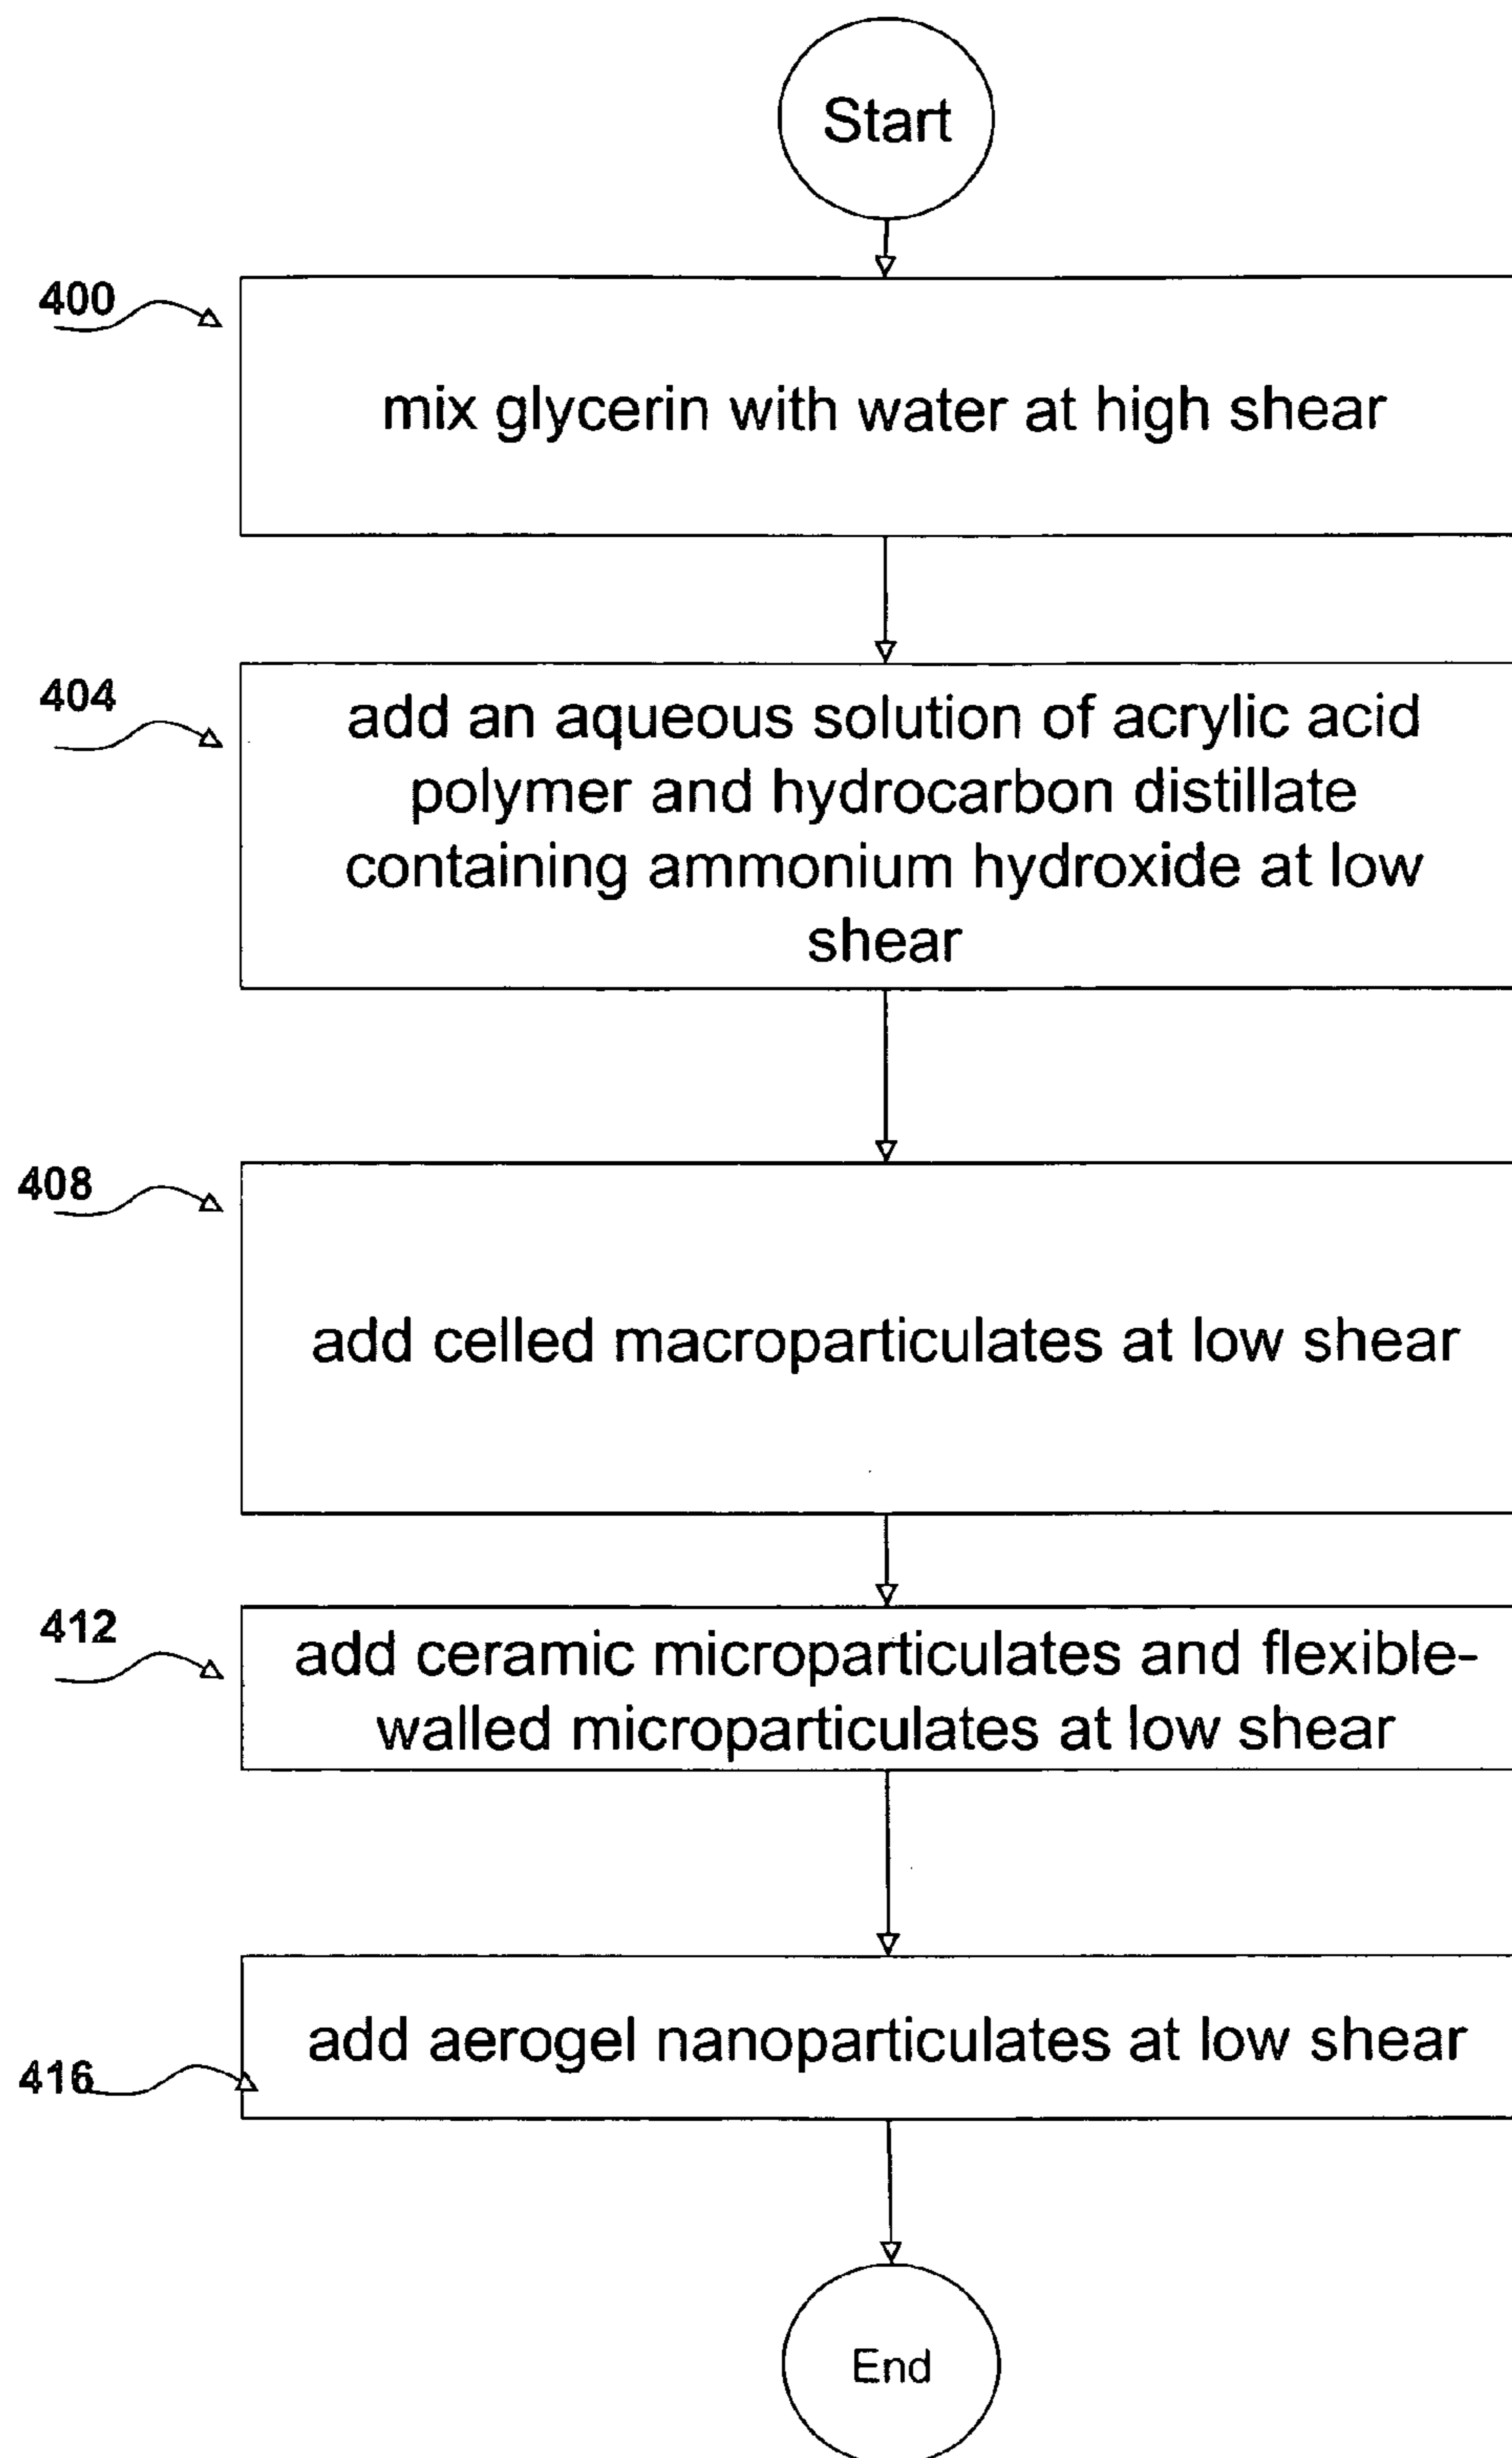 Start
400
mix glycerin with water at high shear
404
add an aqueous solution of acrylic acid
polymer and hydrocarbon distillate
containing ammonium hydroxide at low
shear
408
add celled macroparticulates at low shear
412
add ceramic microparticulates and flexible-
walled microparticulates at low shear
add aerogel nanoparticulates at low shear
416
End